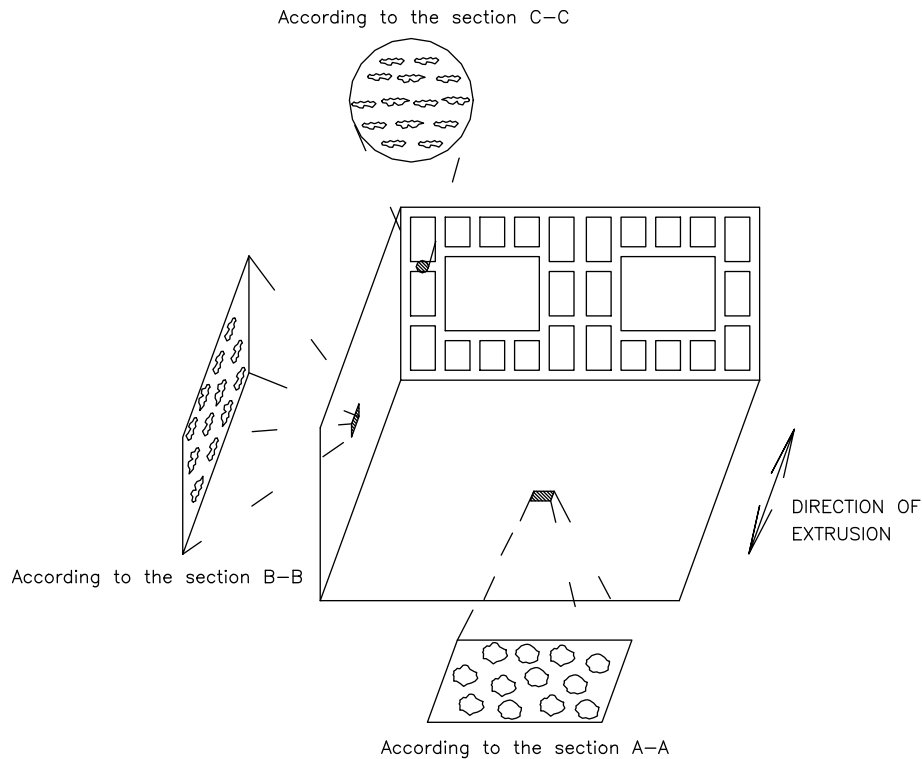 According to the section C-C
DIRECTION OF
EXTRUSION
According to the section B-B
According to the section A-A